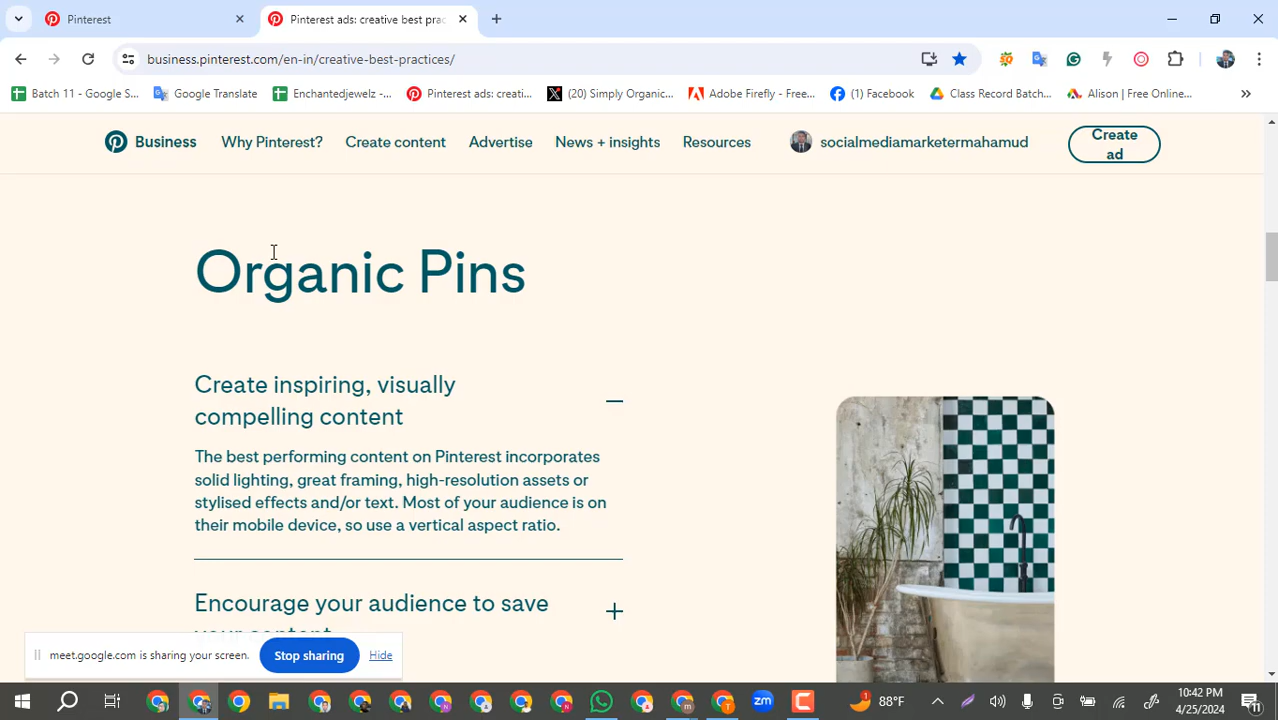 Pinterest
Pinterest ads: creative best prac
business.pinterest.com/en-in/creative-best-practices/
Batch 11 - Google S...
Google Translate
Enchantedjewelz - ...
Pinterest ads: creati...
(20) Simply Organic...
Adobe Firefly - Free...
(1) Facebook
Class Record Batch...
Alison | Free Online...
Business
Why Pinterest?
Create content
Advertise
News + insights
Resources
socialmediamarketermahamud
Create
ad
Organic Pins
Create inspiring, visually
compelling content
The best performing content on Pinterest incorporates
solid lighting, great framing, high-resolution assets or
stylised effects and/or text. Most of your audience is on
their mobile device, so use a vertical aspect ratio.
Encourage your audience to save
your content
meet.google.com is sharing your screen.
Stop sharing
Hide
88°F
10:42 PM
4/25/2024